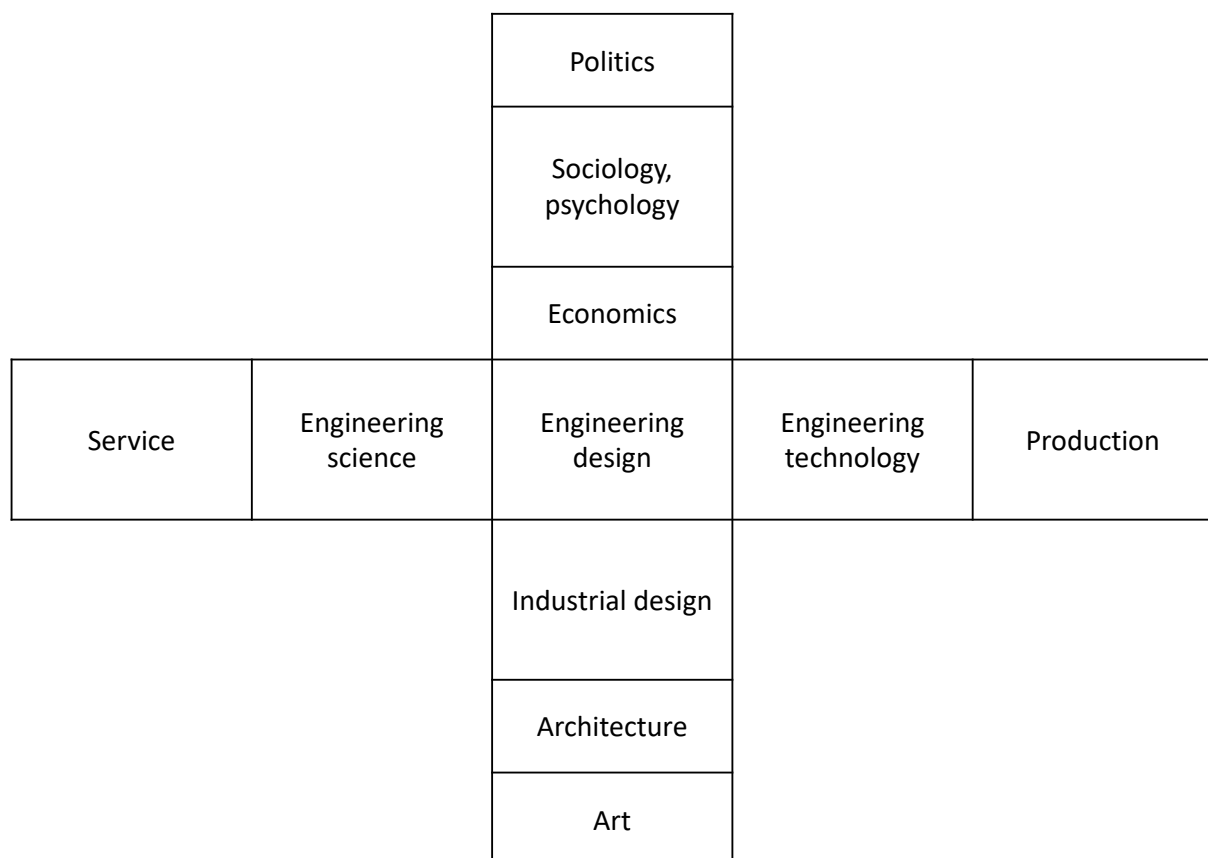 Politics
Sociology,
psychology
Economics
Service
Engineering
science
Engineering
design
Engineering
technology
Production
Industrial design
Architecture
Art